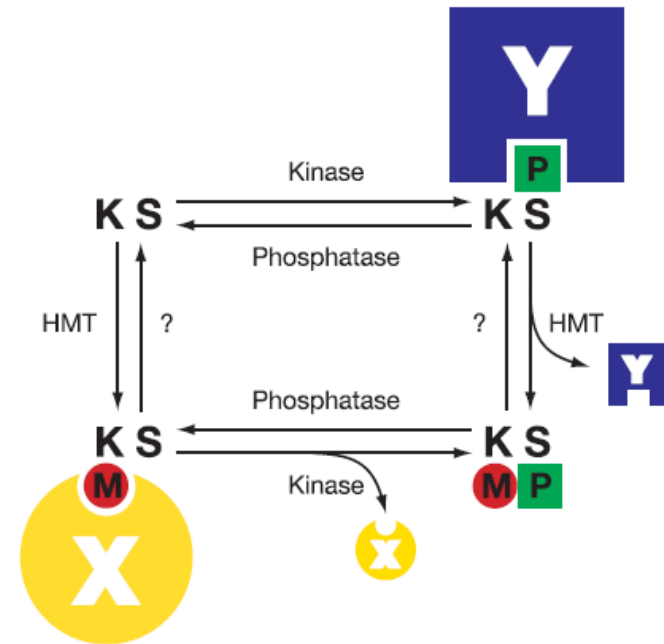 Y
P
Kinase
K S
K S
Phosphatase
HMT
?
?
HMT
Y
Phosphatase
K S
K S
M
Kinase
M P
X
X